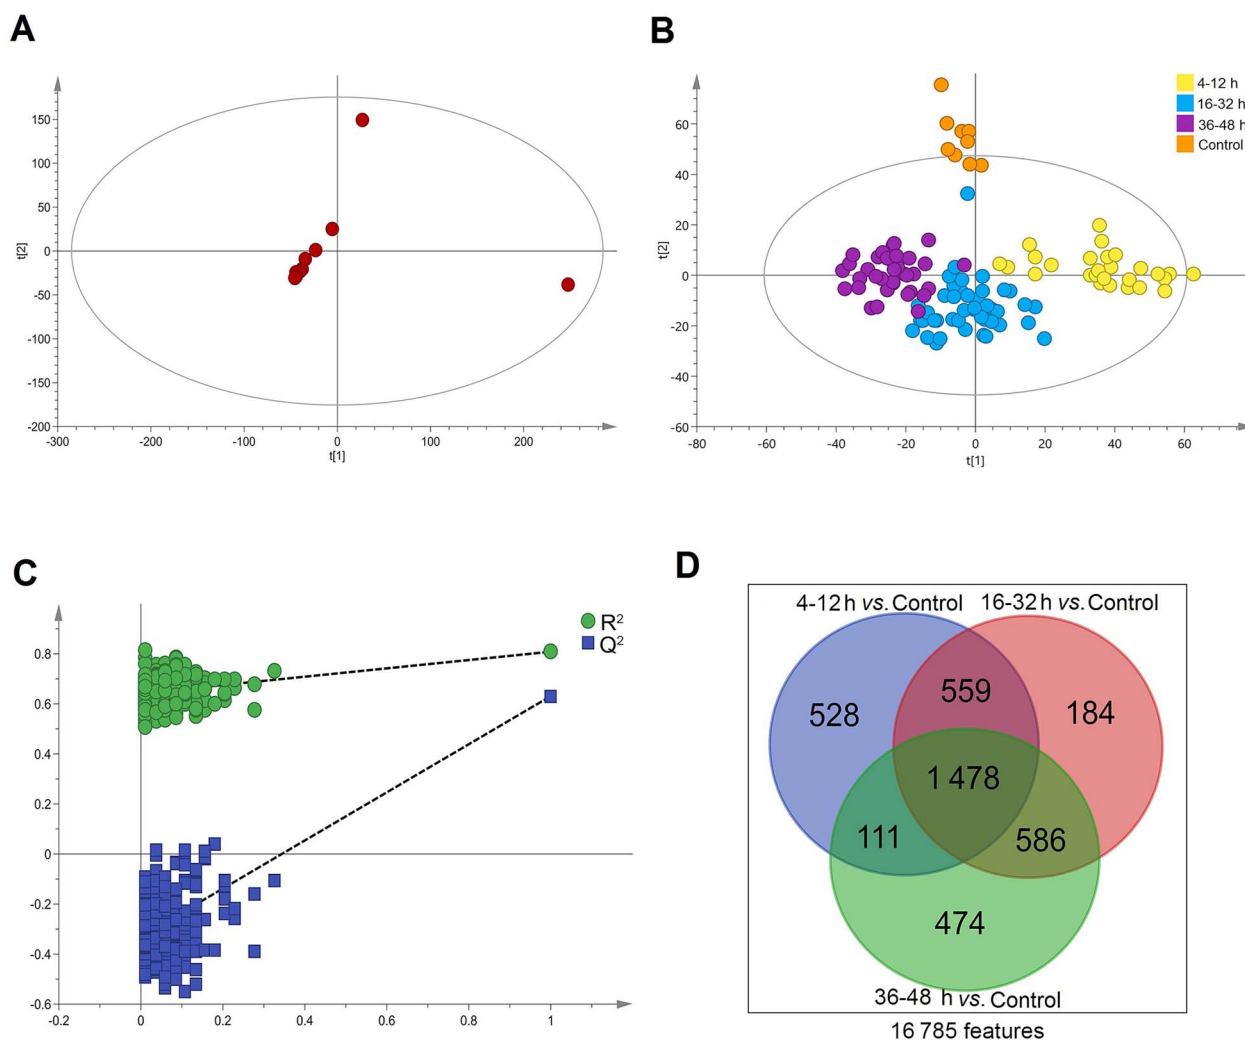 A
150
100
50
0
-50
-100
-150
-200
-300
-200
-100
0
100
200
t[2]
t[1]
B
60
40
20
0
-20
-40
-60
-80
-60
-40
-20
0
20
40
60
t[2]
t[1]
4-12 h
16-32 h
36-48 h
Control
C
0.8
0.6
0.4
0.2
0
-0.2
-0.4
-0.6
-0.2
0
0.2
0.4
0.6
0.8
1
R²
Q²
D
4-12 h vs. Control
16-32 h vs. Control
528
559
184
1 478
111
586
474
36-48 h vs. Control
16 785 features